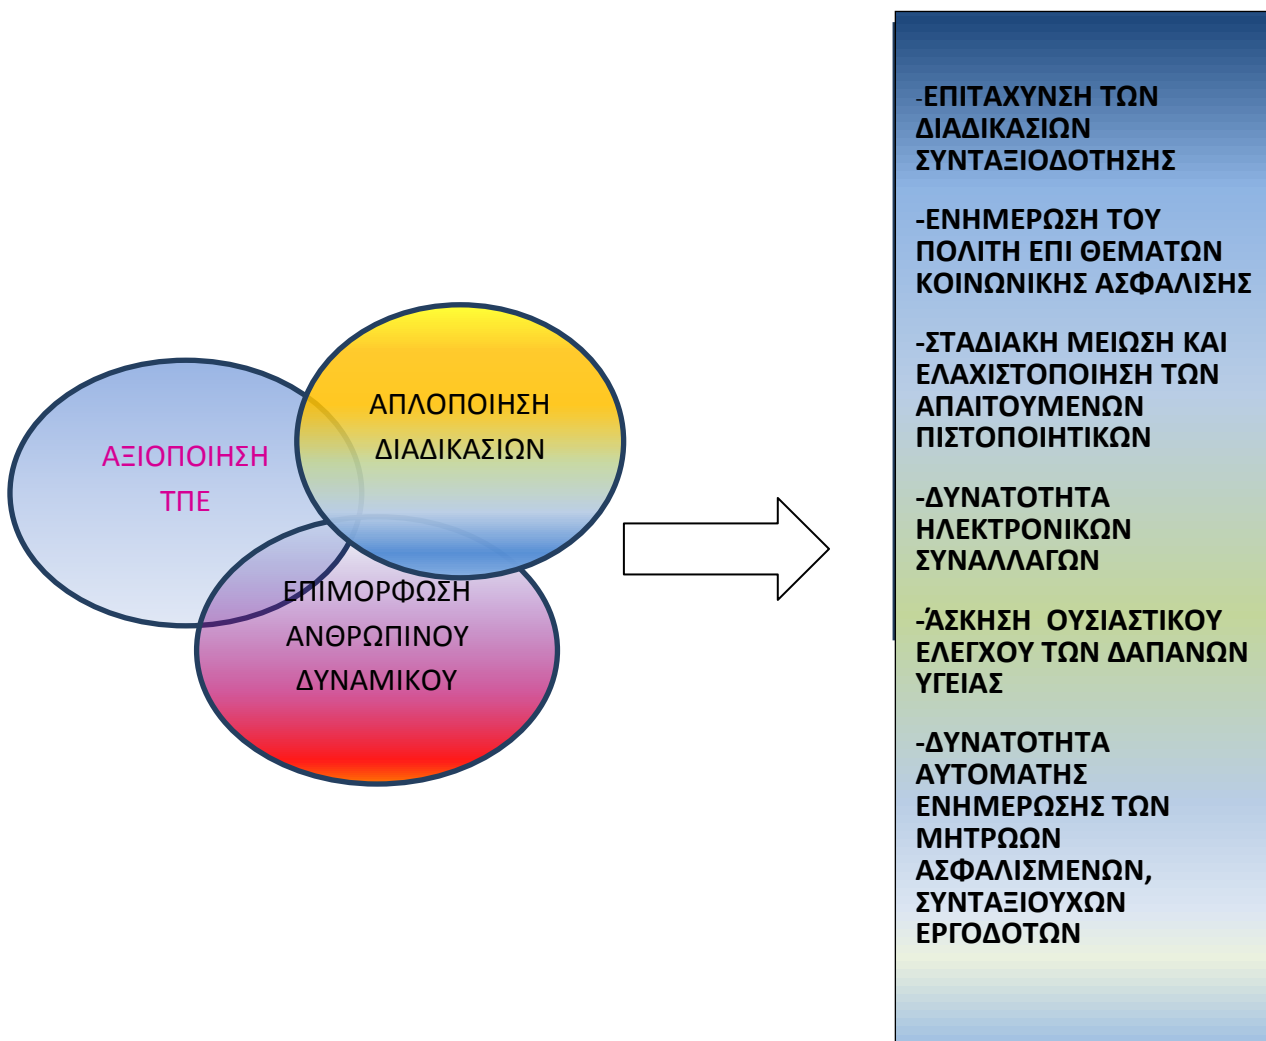 ΑΞΙΟΠΟΙΗΣΗ
ΤΠΕ
ΑΠΛΟΠΟΙΗΣΗ
ΔΙΑΔΙΚΑΣΙΩΝ
ΕΠΙΜΟΡΦΩΣΗ
ΑΝΘΡΩΠΙΝΟΥ
ΔΥΝΑΜΙΚΟΥ
-ΕΠΙΤΑΧΥΝΣΗ ΤΩΝ
ΔΙΑΔΙΚΑΣΙΩΝ
ΣΥΝΤΑΞΙΟΔΟΤΗΣΗΣ
-ΕΝΗΜΕΡΩΣΗ ΤΟΥ
ΠΟΛΙΤΗ ΕΠΙ ΘΕΜΑΤΩΝ
ΚΟΙΝΩΝΙΚΗΣ ΑΣΦΑΛΙΣΗΣ
-ΣΤΑΔΙΑΚΗ ΜΕΙΩΣΗ ΚΑΙ
ΕΛΑΧΙΣΤΟΠΟΙΗΣΗ ΤΩΝ
ΑΠΑΙΤΟΥΜΕΝΩΝ
ΠΙΣΤΟΠΟΙΗΤΙΚΩΝ
-ΔΥΝΑΤΟΤΗΤΑ
ΗΛΕΚΤΡΟΝΙΚΩΝ
ΣΥΝΑΛΛΑΓΩΝ
-ΆΣΚΗΣΗ  ΟΥΣΙΑΣΤΙΚΟΥ
ΕΛΕΓΧΟΥ ΤΩΝ ΔΑΠΑΝΩΝ
ΥΓΕΙΑΣ
-ΔΥΝΑΤΟΤΗΤΑ
ΑΥΤΟΜΑΤΗΣ
ΕΝΗΜΕΡΩΣΗΣ ΤΩΝ
ΜΗΤΡΩΩΝ
ΑΣΦΑΛΙΣΜΕΝΩΝ,
ΣΥΝΤΑΞΙΟΥΧΩΝ
ΕΡΓΟΔΟΤΩΝ